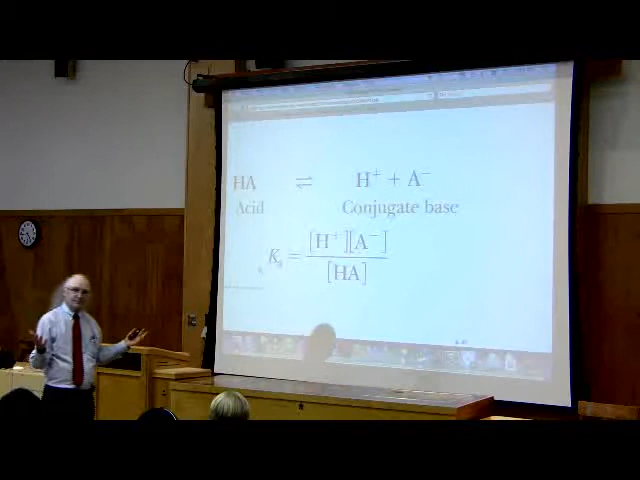 HA ⇌ H⁺ + A⁻
Acid Conjugate base
Kₐ = [H⁺][A⁻]
[HA]